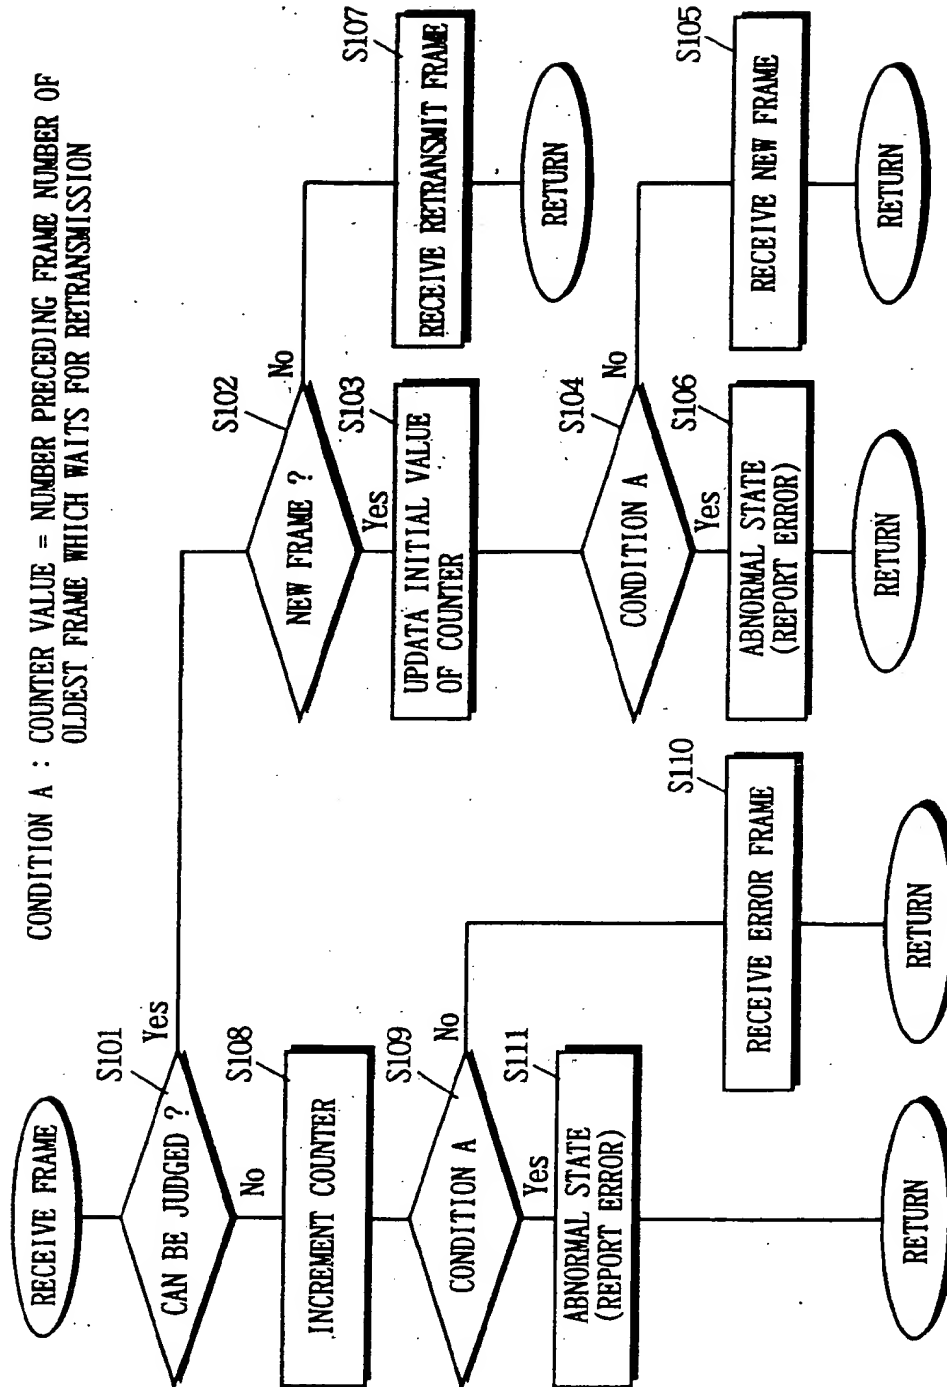 CONDITION A : COUNTER VALUE = NUMBER PRECEDING FRAME NUMBER OF
OLDEST FRAME WHICH WAITS FOR RETRANSMISSION
RECEIVE FRAME
S101
CAN BE JUDGED ?
Yes
No
S108
INCREMENT COUNTER
S109
CONDITION A
No
Yes
S111
ABNORMAL STATE
(REPORT ERROR)
RETURN
S110
RECEIVE ERROR FRAME
RETURN
S102
NEW FRAME ?
No
Yes
S103
UPDATA INITIAL VALUE
OF COUNTER
S104
CONDITION A
No
Yes
S106
ABNORMAL STATE
(REPORT ERROR)
RETURN
S107
RECEIVE RETRANSMIT FRAME
RETURN
S105
RECEIVE NEW FRAME
RETURN